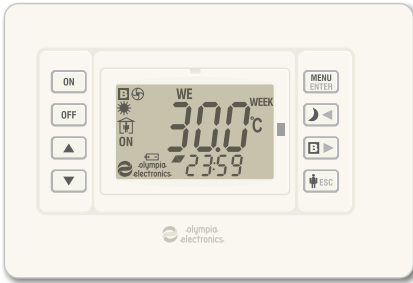 ON
OFF
B
WE
WEEK
30.0 °C
ON
olympia
electronics
23:59
MENU
ENTER
B
ESC
olympia
electronics